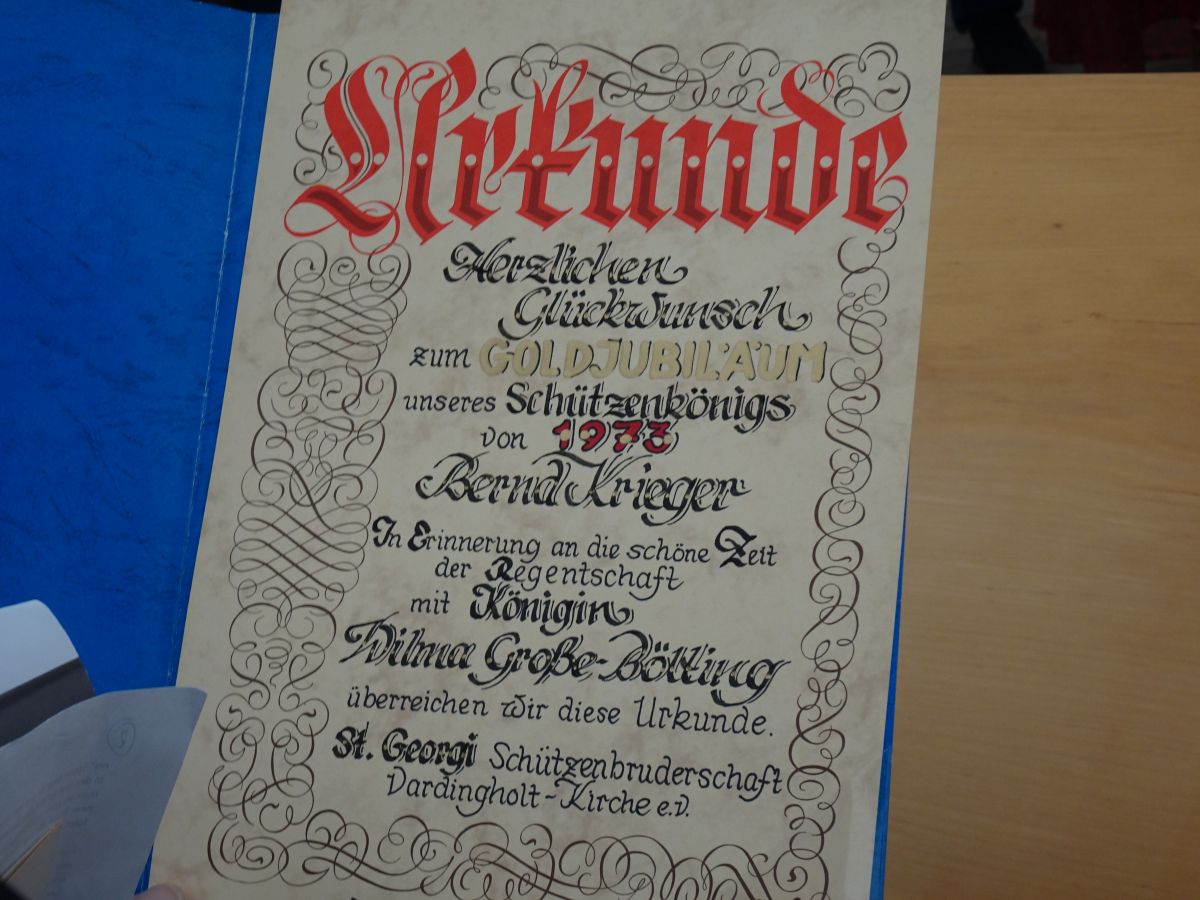 Urkunde
Herzlichen
Glückwunsch
zum GOLDJUBILÄUM
unseres Schützenkönigs
von 1973
Bernd Krieger
In Erinnerung an die schöne Zeit
der Regentschaft
mit Königin
Wilma Große-Bölting
überreichen wir diese Urkunde.
St. Georgi Schützenbruderschaft
Vardingholt-Kirche e.V.
5